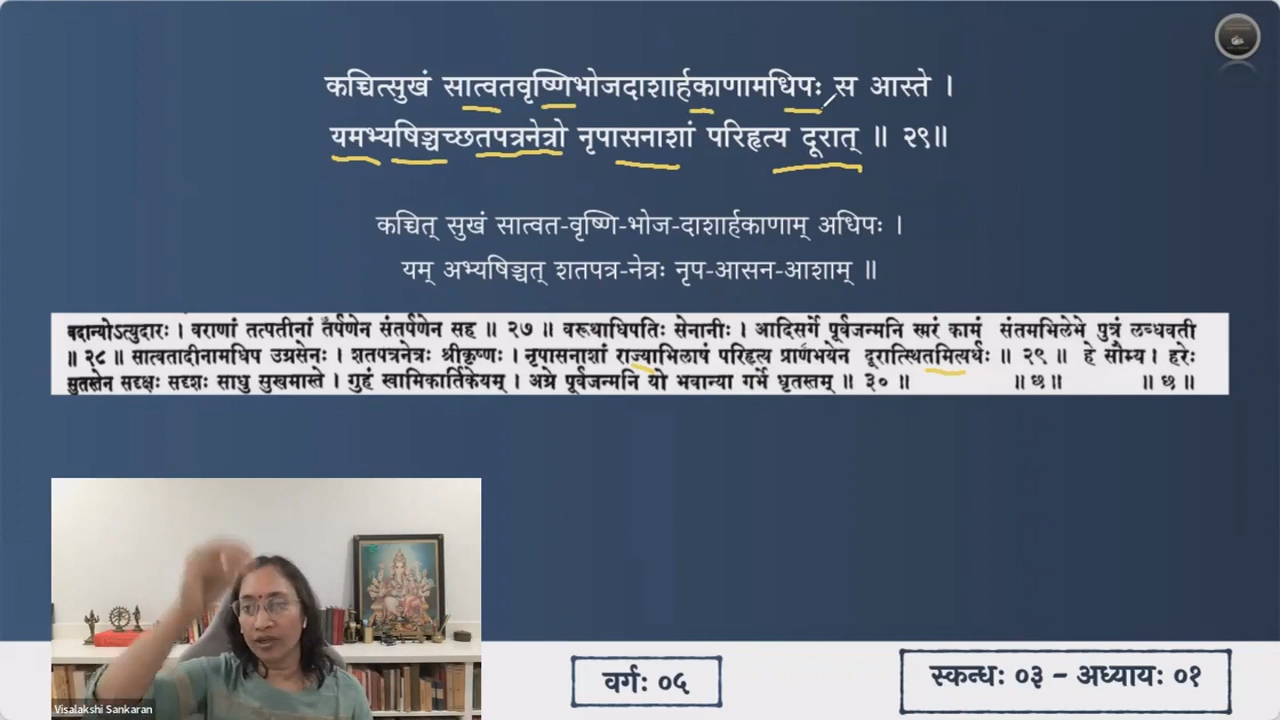 कच्चित्सुखं सात्वतवृष्णिभोजदाशार्हकाणामधिपः स आस्ते ।
यमभ्यषिञ्चच्छतपत्रनेत्रो नृपासनाशां परिहृत्य दूरात् ॥ २९॥
कच्चित् सुखं सात्वत-वृष्णि-भोज-दाशार्हकाणाम् अधिपः ।
यम् अभ्यषिञ्चत् शतपत्र-नेत्रः नृप-आसन-आशाम् ॥
वदान्योऽत्युदारः । वराणां तत्पतीनां तर्पणेन संतर्पणेन सह ॥ २७ ॥ वरूथाधिपतिः सेनानीः । आदिसर्गे पूर्वजन्मनि स्मरं कामं संतमभिलेभे पुत्रं लब्धवती
॥ २८ ॥ सात्वतादीनामधिप उग्रसेनः । शतपत्रनेत्रः श्रीकृष्णः । नृपासनाशां राज्याभिलाषं परिहृत्य प्राणभयेन दूरात्स्थितमित्यर्थः ॥ २९ ॥ हे सौम्य । हरेः
सुतस्तेन सदृक्षः सदृशः साधु सुखमास्ते । गुहं स्वामिकार्तिकेयम् । अग्रे पूर्वजन्मनि यो भवान्या गर्भे धृतस्तम् ॥ ३० ॥ ॥ छ ॥ ॥ छ ॥
Visalakshi Sankaran
वर्गः ०५
स्कन्धः ०३ – अध्यायः ०१